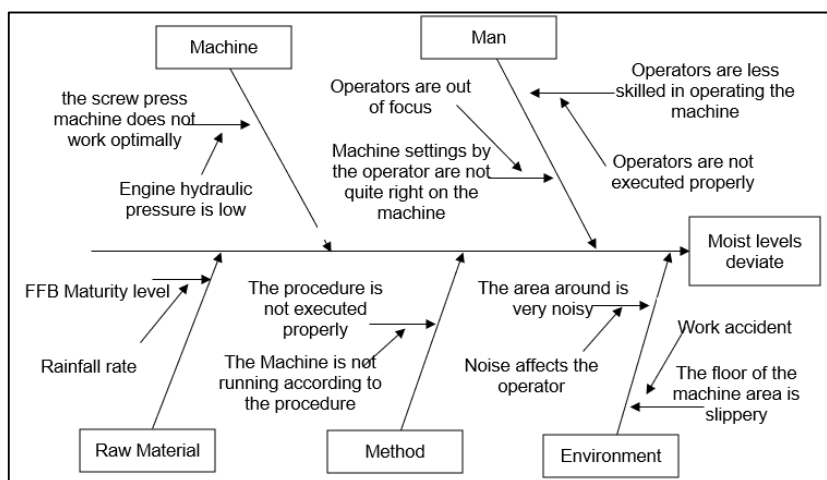 Machine
Man
the screw press
machine does not
work optimally
Engine hydraulic
pressure is low
Operators are out
of focus
Machine settings by
the operator are not
quite right on the
machine
Operators are less
skilled in operating the
machine
Operators are not
executed properly
Moist levels
deviate
FFB Maturity level
Rainfall rate
The procedure is
not executed
properly
The Machine is not
running according to
the procedure
The area around is
very noisy
Noise affects the
operator
Work accident
The floor of the
machine area is
slippery
Raw Material
Method
Environment